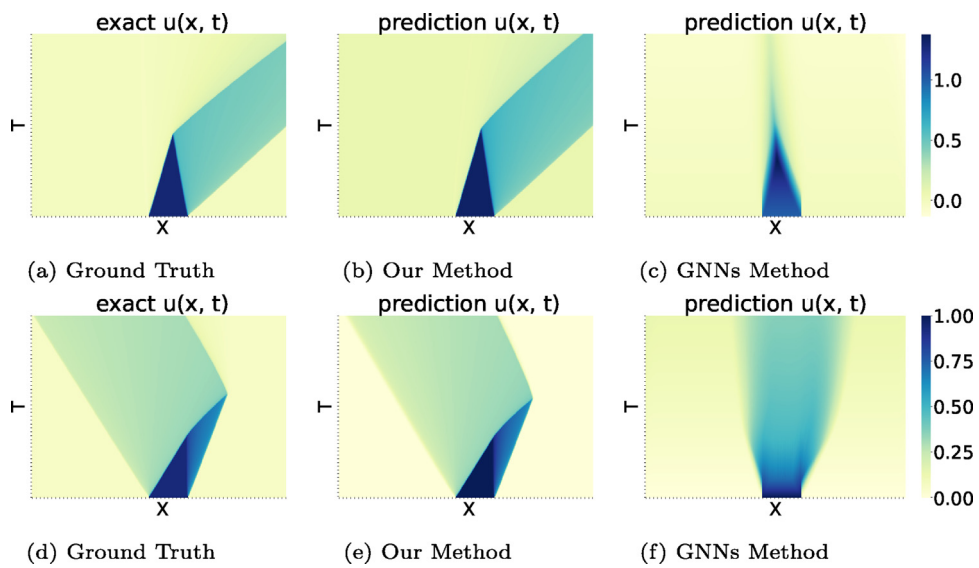 exact u(x, t) prediction u(x, t) prediction u(x, t)
T T T 1.0
0.5
0.0
X X X
(a) Ground Truth (b) Our Method (c) GNNs Method
exact u(x, t) prediction u(x, t) prediction u(x, t)
1.00
0.75
T T T 0.50
0.25
0.00
X X X
(d) Ground Truth (e) Our Method (f) GNNs Method